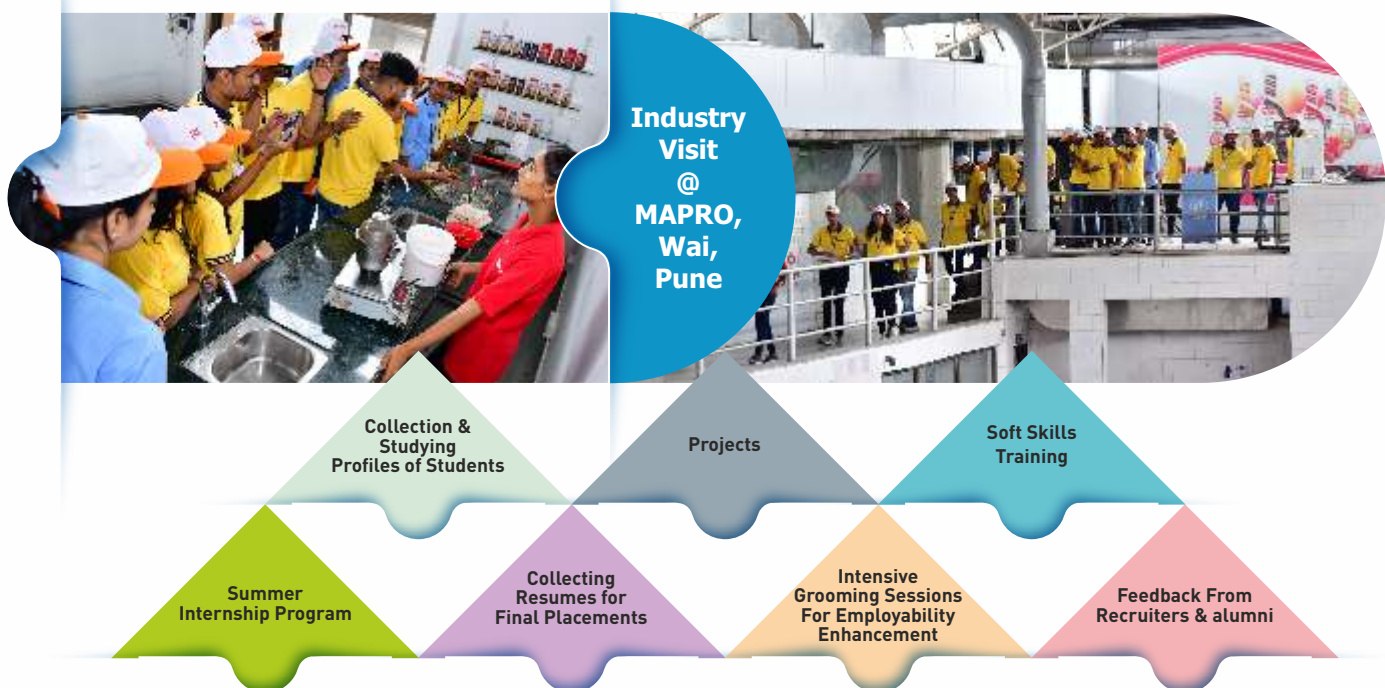 Industry
Visit
@
MAPRO,
Wai,
Pune
Collection &
Studying
Profiles of Students
Projects
Soft Skills
Training
Summer
Internship Program
Collecting
Resumes for
Final Placements
Intensive
Grooming Sessions
For Employability
Enhancement
Feedback From
Recruiters & alumni